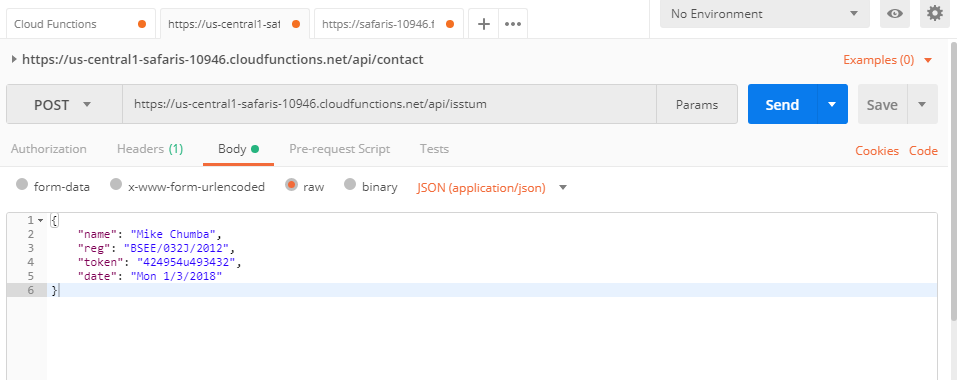 Cloud Functions https://us-central1-saf https://safaris-10946.f + ••• No Environment
https://us-central1-safaris-10946.cloudfunctions.net/api/contact Examples (0)
POST https://us-central1-safaris-10946.cloudfunctions.net/api/isstum Params Send Save
Authorization Headers (1) Body Pre-request Script Tests Cookies Code
form-data x-www-form-urlencoded raw binary JSON (application/json)
1 {
2 "name": "Mike Chumba",
3 "reg": "BSEE/032J/2012",
4 "token": "424954u493432",
5 "date": "Mon 1/3/2018"
6 }